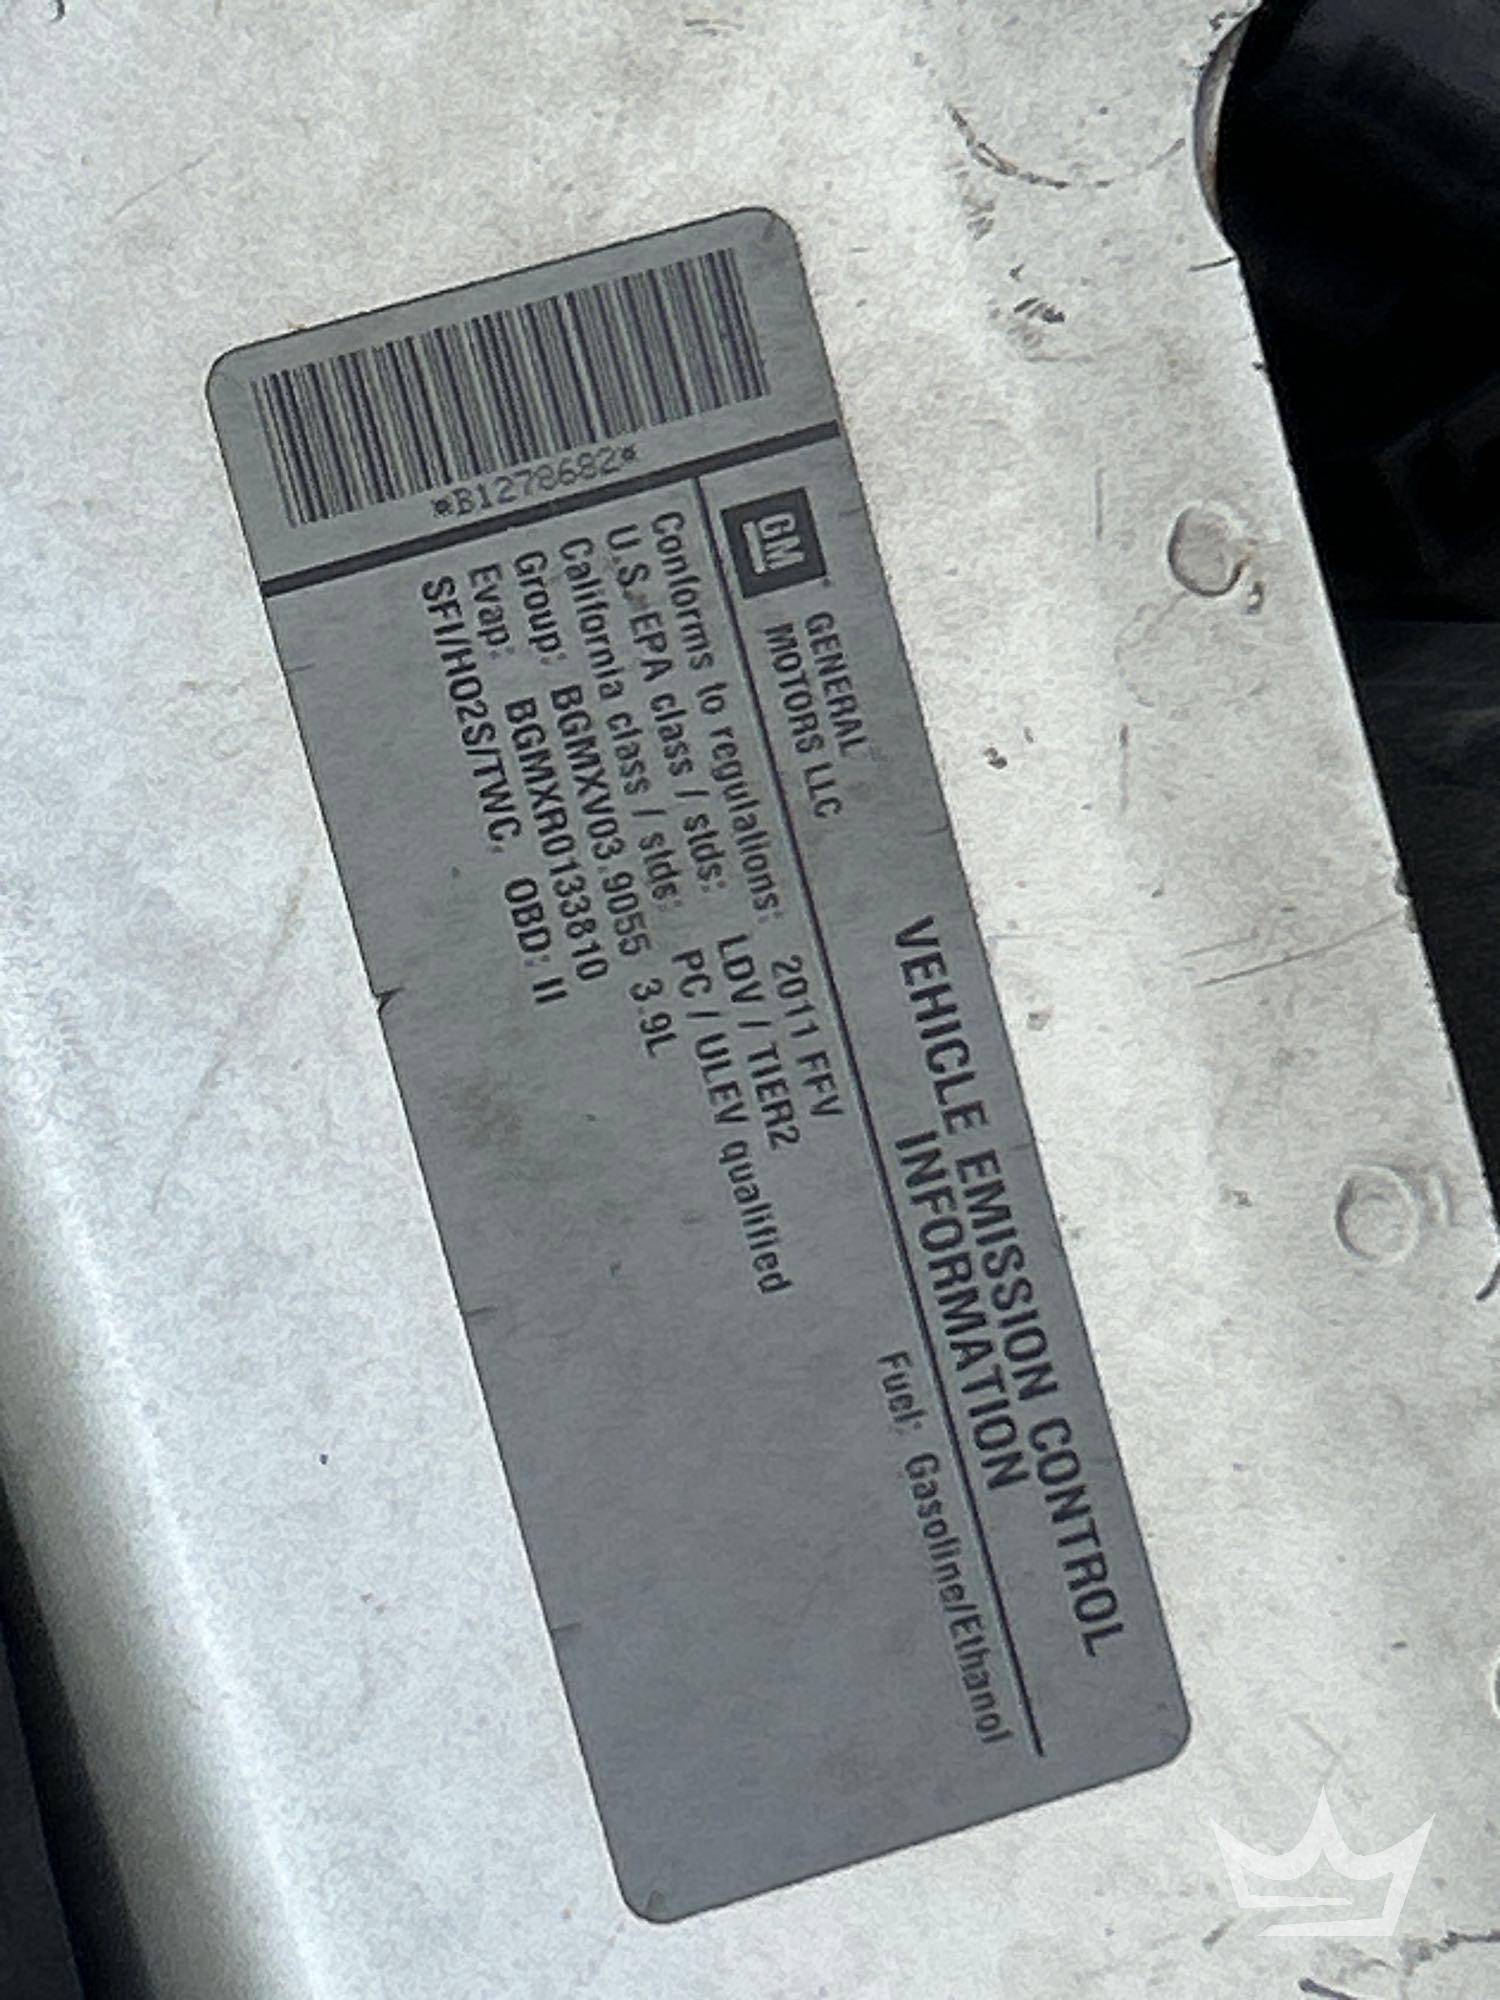 *B1278682*
GM
GENERAL
MOTORS LLC
VEHICLE EMISSION CONTROL
INFORMATION
Conforms to regulations: 2011 FFV
Fuel: Gasoline/Ethanol
U.S. EPA class / stds: LDV / TIER2
California class / stds: PC / ULEV qualified
Group: BGMXV03.9055 3.9L
Evap: BGMXR0133810
SFI/HO2S/TWC, OBD: II